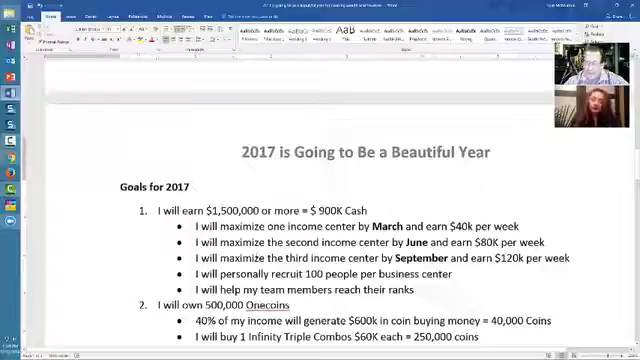 2017 is Going to Be a Beautiful Year
Goals for 2017
1. I will earn $1,500,000 or more = $ 900K Cash
• I will maximize one income center by March and earn $40k per week
• I will maximize the second income center by June and earn $80K per week
• I will maximize the third income center by September and earn $120k per week
• I will personally recruit 100 people per business center
• I will help my team members reach their ranks
2. I will own 500,000 Onecoins
• 40% of my income will generate $600k in coin buying money = 40,000 Coins
• I will buy 1 Infinity Triple Combos $60K each = 250,000 coins